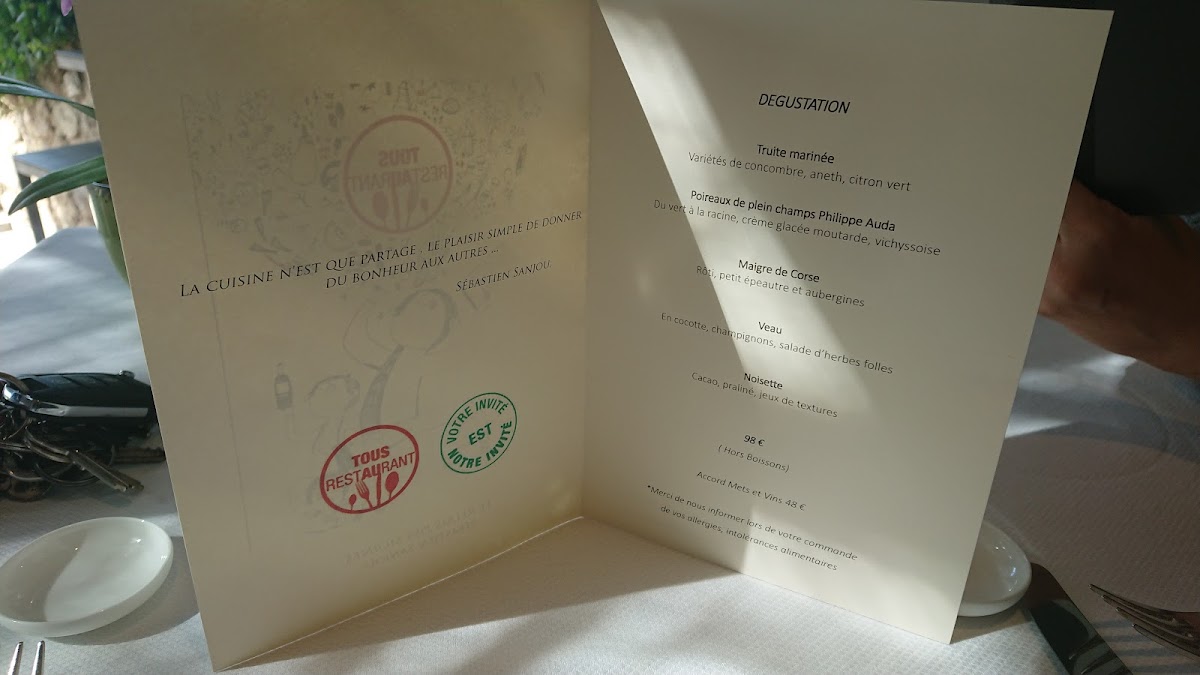 LA CUISINE N'EST QUE PARTAGE . LE PLAISIR SIMPLE DE DONNER
DU BONHEUR AUX AUTRES ...
SÉBASTIEN SANJOU
TOUS
RESTAURANT
TOUS
AU
RESTAURANT
VOTRE INVITÉ
EST
NOTRE INVITÉ
DEGUSTATION
Truite marinée
Variétés de concombre, aneth, citron vert
Poireaux de plein champs Philippe Auda
Du vert à la racine, crème glacée moutarde, vichyssoise
Maigre de Corse
Rôti, petit épeautre et aubergines
Veau
En cocotte, champignons, salade d'herbes folles
Noisette
Cacao, praliné, jeux de textures
98 €
( Hors Boissons)
Accord Mets et Vins 48 €
*Merci de nous informer lors de votre commande
de vos allergies, intolérances alimentaires